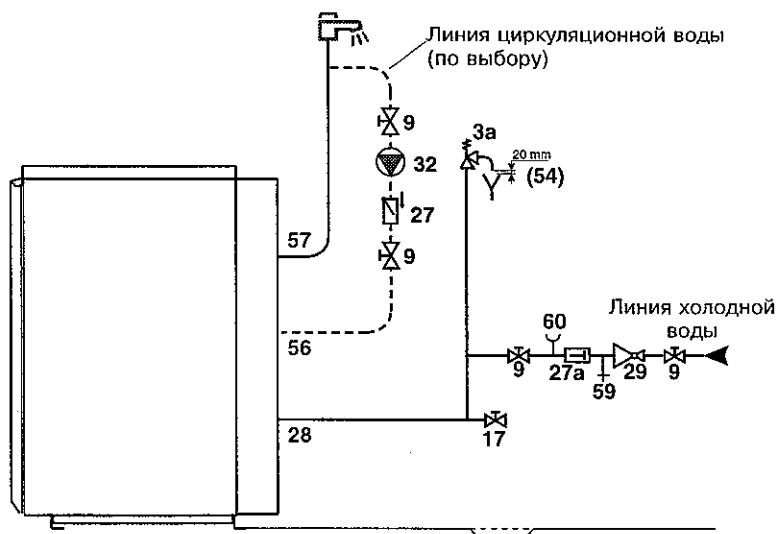 Линия циркуляционной воды
(по выбору)
9
3a
20 mm
(54)
32
27
57
9
Линия холодной
воды
60
56
9
27a
59
29
9
28
17